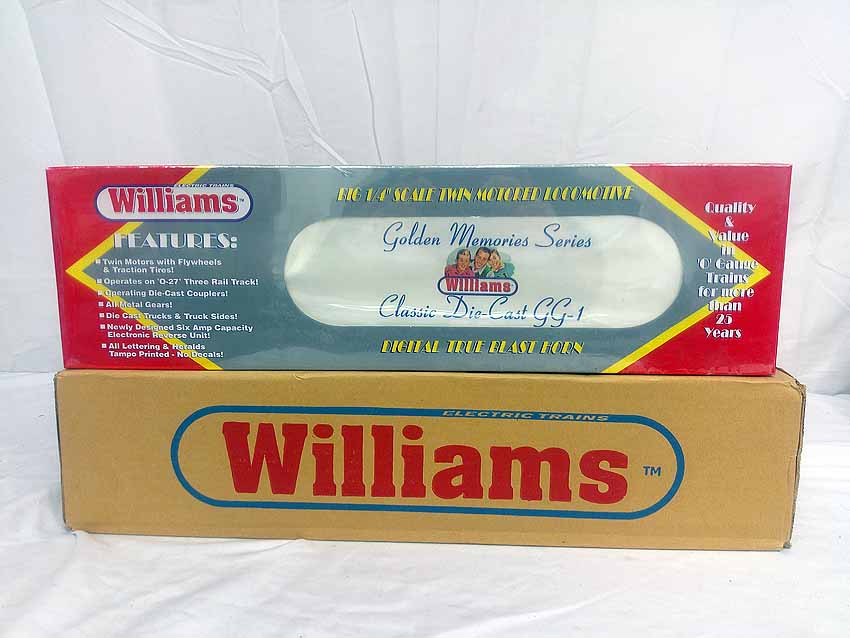 ELECTRIC TRAINS
Williams™
FEATURES:
■ Twin Motors with Flywheels
& Traction Tires!
■ Operates on 'O-27' Three Rail Track!
■ Operating Die-Cast Couplers!
■ All Metal Gears!
■ Die Cast Trucks & Truck Sides!
■ Newly Designed Six Amp Capacity
Electronic Reverse Unit!
■ All Lettering & Heralds
Tampo Printed - No Decals!
BIG 1/4" SCALE TWIN MOTORED LOCOMOTIVE
Golden Memories Series
Williams
Classic Die-Cast GG-1
DIGITAL TRUE BLAST HORN
Quality
&
Value
in
'O' Gauge
Trains
for more
than
25
Years
ELECTRIC TRAINS
Williams™